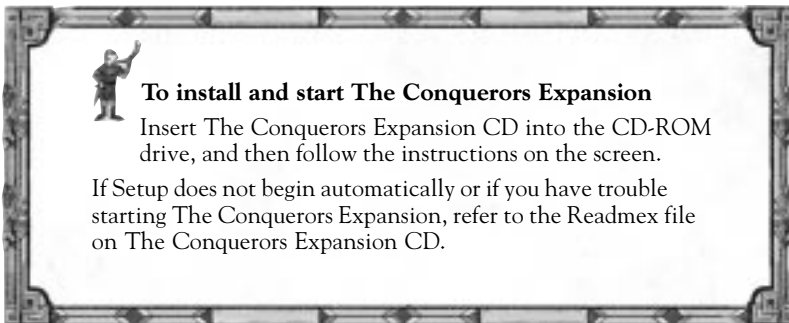 To install and start The Conquerors Expansion
Insert The Conquerors Expansion CD into the CD-ROM
drive, and then follow the instructions on the screen.
If Setup does not begin automatically or if you have trouble
starting The Conquerors Expansion, refer to the Readmex file
on The Conquerors Expansion CD.